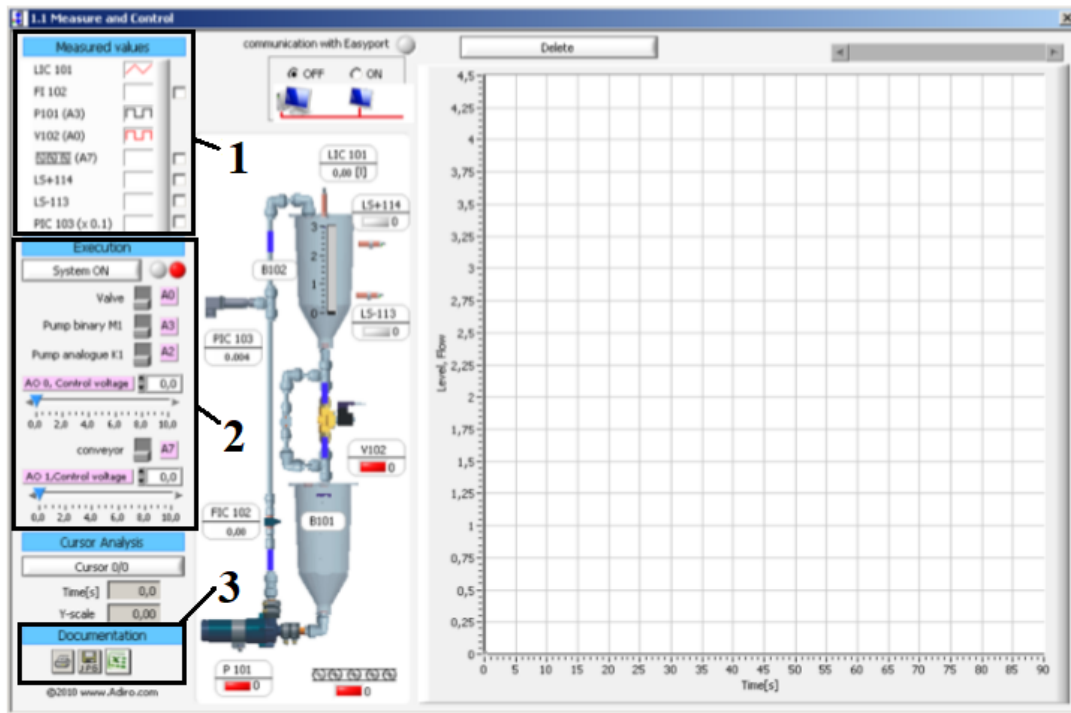 1.1 Measure and Control
Measured values
LIC 101
FI 102
P101 (A3)
V102 (A0)
(A7)
LS+114
LS-113
PIC 103 (x 0.1)
1
Execution
System ON
Valve A0
Pump binary M1 A3
Pump analogue K1 A2
AO 0, Control voltage 0,0
0,0 2,0 4,0 6,0 8,0 10,0
conveyor A7
AO 1,Control voltage 0,0
0,0 2,0 4,0 6,0 8,0 10,0
2
Cursor Analysis
Cursor 0/0
Time[s] 0,0
Y-scale 0,00
3
Documentation
JPG
©2010 www.Adiro.com
communication with Easyport
OFF ON
LIC 101
0,00 [l]
LS+114
0
3
2
1
0
B102
LS-113
0
PIC 103
0.004
V102
0
FIC 102
0,00
B101
P 101
0
0
Delete
Level, Flow
4,5
4,25
4
3,75
3,5
3,25
3
2,75
2,5
2,25
2
1,75
1,5
1,25
1
0,75
0,5
0,25
0
0 5 10 15 20 25 30 35 40 45 50 55 60 65 70 75 80 85 90
Time[s]